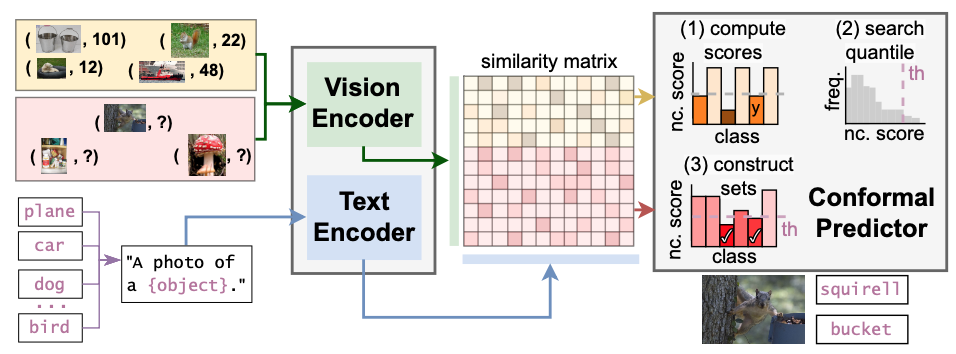 ( , 101)
( , 22)
( , 12)
( , 48)
( , ?)
( , ?)
( , ?)
plane
car
dog
...
bird
"A photo of
a {object}."
Vision
Encoder
Text
Encoder
similarity matrix
(1) compute
scores
nc. score
y
class
(2) search
quantile
th
freq.
nc. score
(3) construct
sets
nc. score
th
class
Conformal
Predictor
squirell
bucket